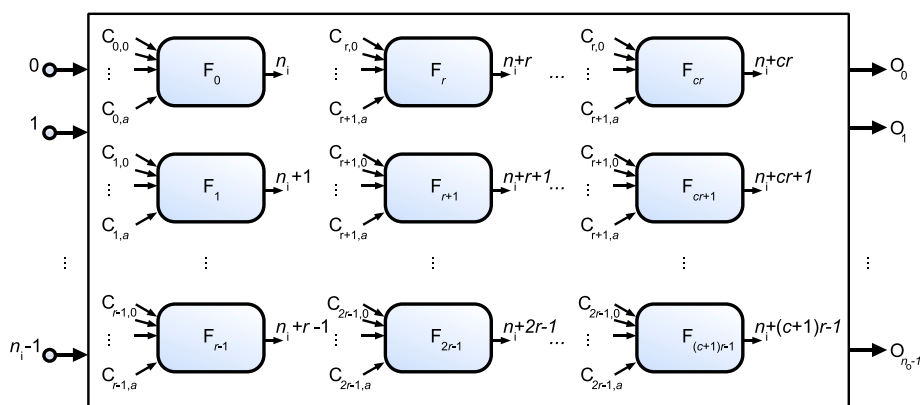 C0,0 ni Cr,0 ni+r Cr,0 ni+cr
0 F0 Fr ... Fcr O0
⋮ ⋮ ⋮
C0,a Cr+1,a Cr+1,a
1 O1
C1,0 ni+1 Cr+1,0 ni+r+1 Cr+1,0 ni+cr+1
⋮ F1 ⋮ Fr+1 ... ⋮ Fcr+1
C1,a Cr+1,a Cr+1,a
⋮ ⋮ ⋮ ⋮ ⋮
Cr-1,0 ni+r-1 C2r-1,0 ni+2r-1 C2r-1,0 ni+(c+1)r-1
ni-1 ⋮ Fr-1 ⋮ F2r-1 ... ⋮ F(c+1)r-1 Ono-1
Cr-1,a C2r-1,a C2r-1,a